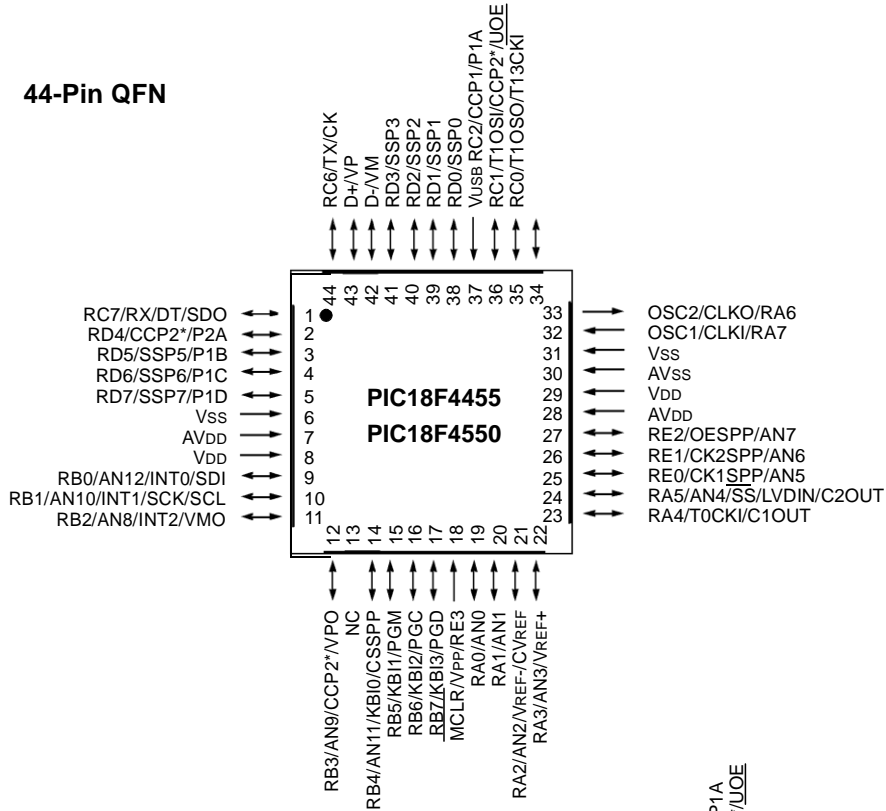 44-Pin QFN
RC6/TX/CK
D+/VP
D-/VM
RD3/SSP3
RD2/SSP2
RD1/SSP1
RD0/SSP0
VUSB RC2/CCP1/P1A
RC1/T1OSI/CCP2*/UOE
RC0/T1OSO/T13CKI
44
43
42
41
40
39
38
37
36
35
34
RC7/RX/DT/SDO
RD4/CCP2*/P2A
RD5/SSP5/P1B
RD6/SSP6/P1C
RD7/SSP7/P1D
VSS
AVDD
VDD
RB0/AN12/INT0/SDI
RB1/AN10/INT1/SCK/SCL
RB2/AN8/INT2/VMO
1
2
3
4
5
6
7
8
9
10
11
PIC18F4455
PIC18F4550
33
32
31
30
29
28
27
26
25
24
23
OSC2/CLKO/RA6
OSC1/CLKI/RA7
VSS
AVSS
VDD
AVDD
RE2/OESPP/AN7
RE1/CK2SPP/AN6
RE0/CK1SPP/AN5
RA5/AN4/SS/LVDIN/C2OUT
RA4/T0CKI/C1OUT
12
13
14
15
16
17
18
19
20
21
22
RB3/AN9/CCP2*/VPO
NC
RB4/AN11/KBI0/CSSPP
RB5/KBI1/PGM
RB6/KBI2/PGC
RB7/KBI3/PGD
MCLR/VPP/RE3
RA0/AN0
RA1/AN1
RA2/AN2/VREF-/CVREF
RA3/AN3/VREF+
P1A
*/UOE